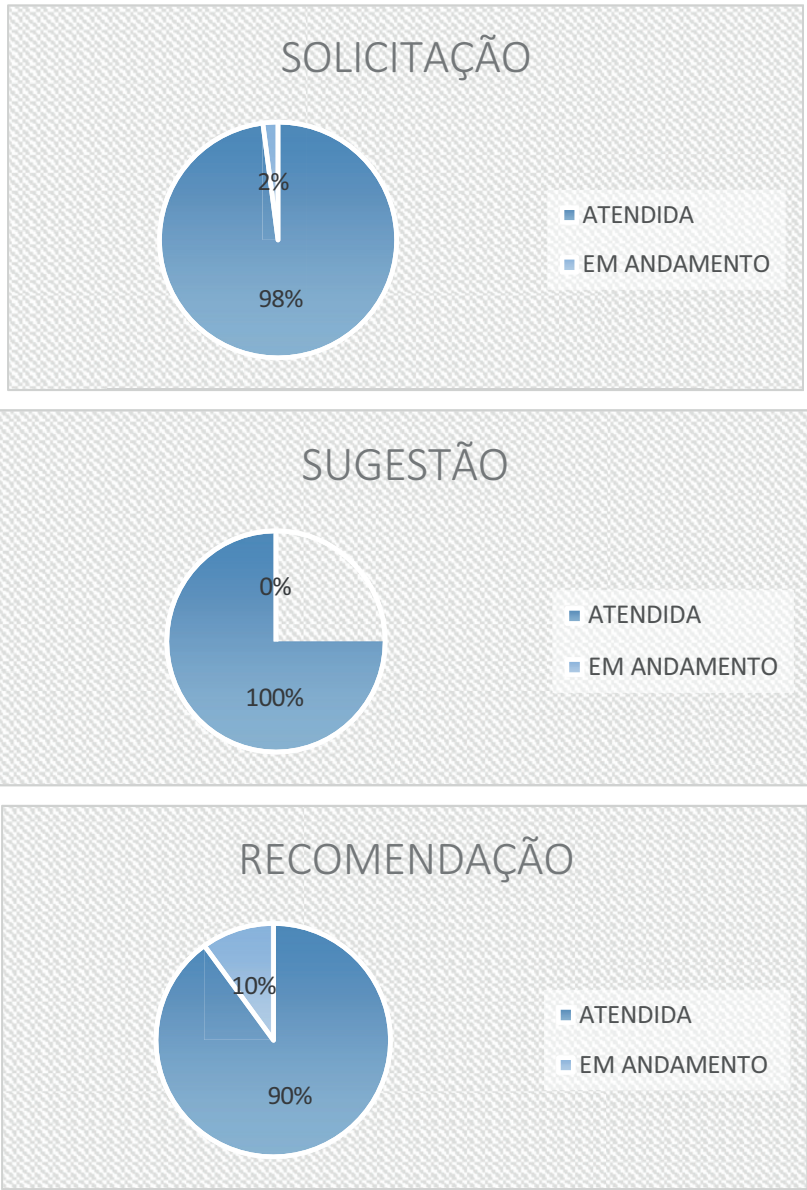 SOLICITAÇÃO
2%
98%
ATENDIDA
EM ANDAMENTO
SUGESTÃO
0%
100%
ATENDIDA
EM ANDAMENTO
RECOMENDAÇÃO
10%
90%
ATENDIDA
EM ANDAMENTO